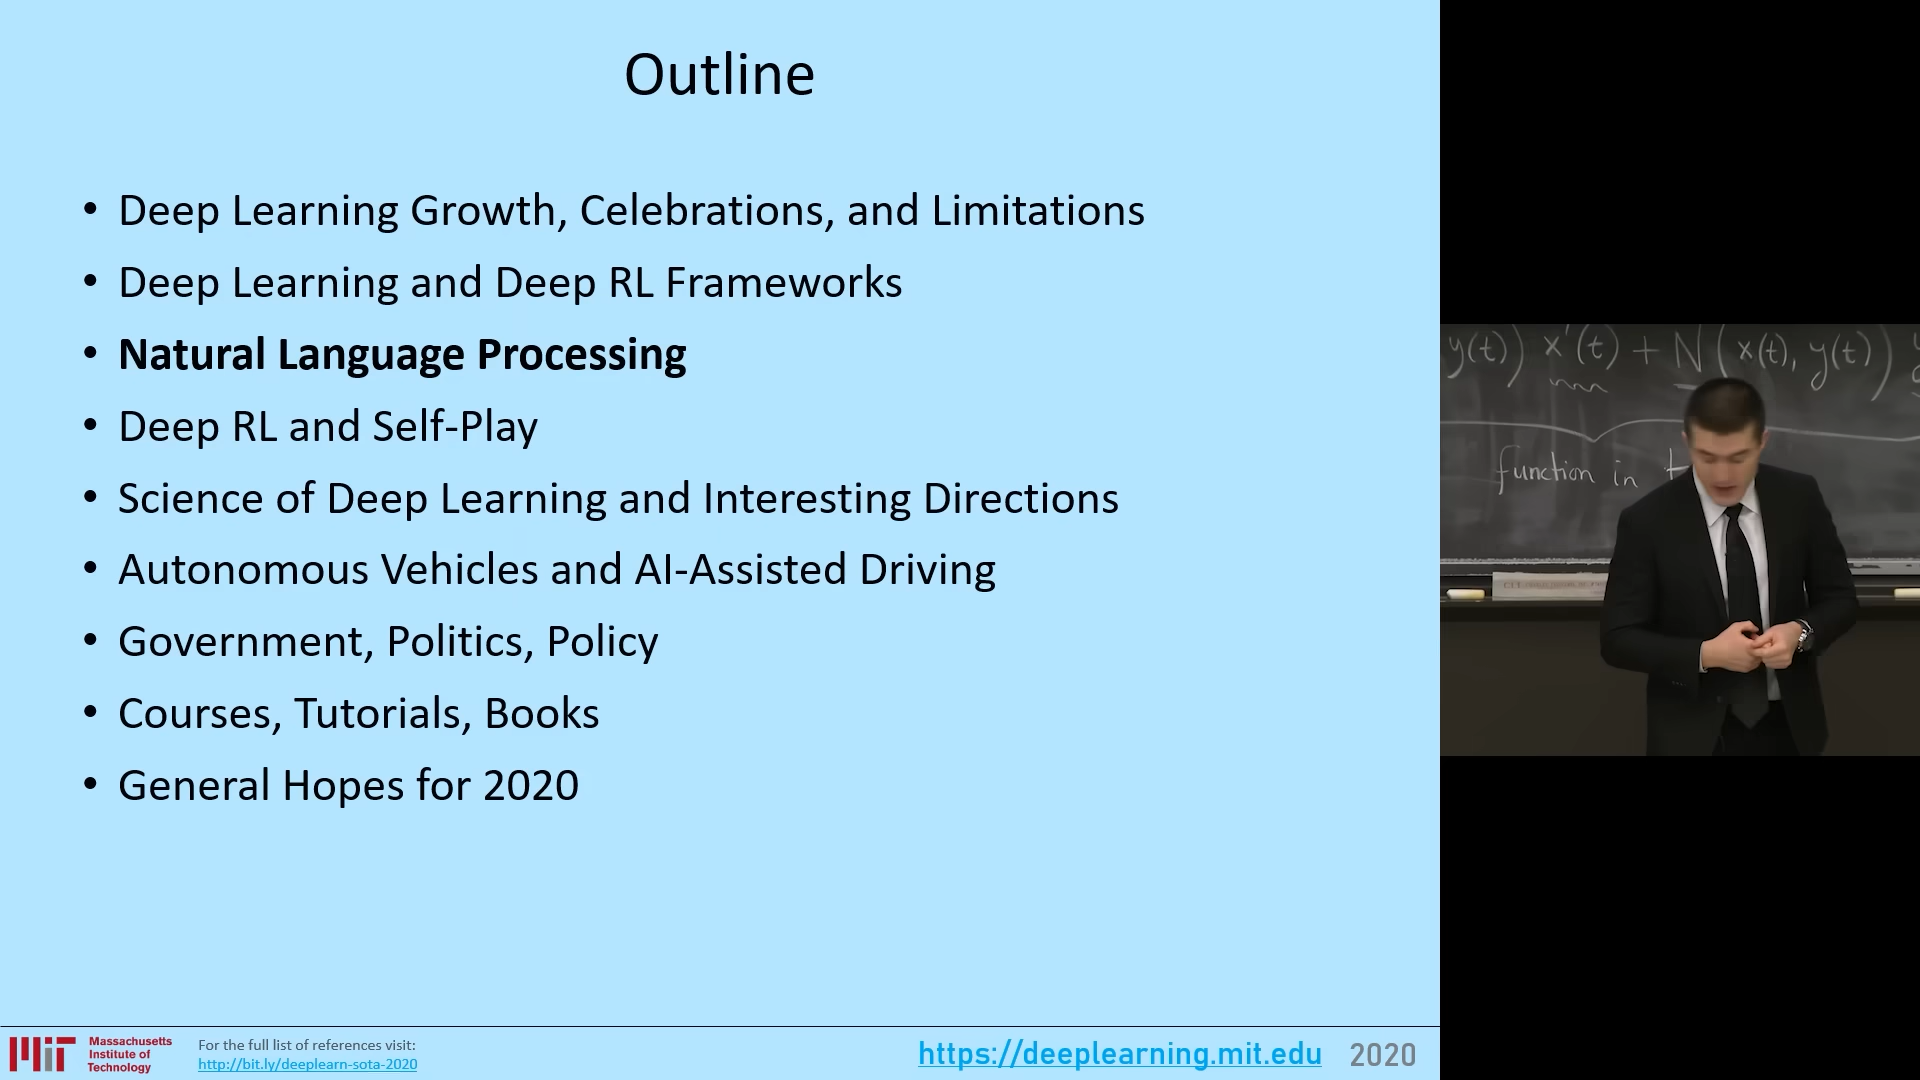 Outline
• Deep Learning Growth, Celebrations, and Limitations
• Deep Learning and Deep RL Frameworks
• Natural Language Processing
• Deep RL and Self-Play
• Science of Deep Learning and Interesting Directions
• Autonomous Vehicles and AI-Assisted Driving
• Government, Politics, Policy
• Courses, Tutorials, Books
• General Hopes for 2020
MIT
Massachusetts
Institute of
Technology
For the full list of references visit:
http://bit.ly/deeplearn-sota-2020
https://deeplearning.mit.edu 2020
y(t)) x'(t) + N(x(t), y(t))
function in t